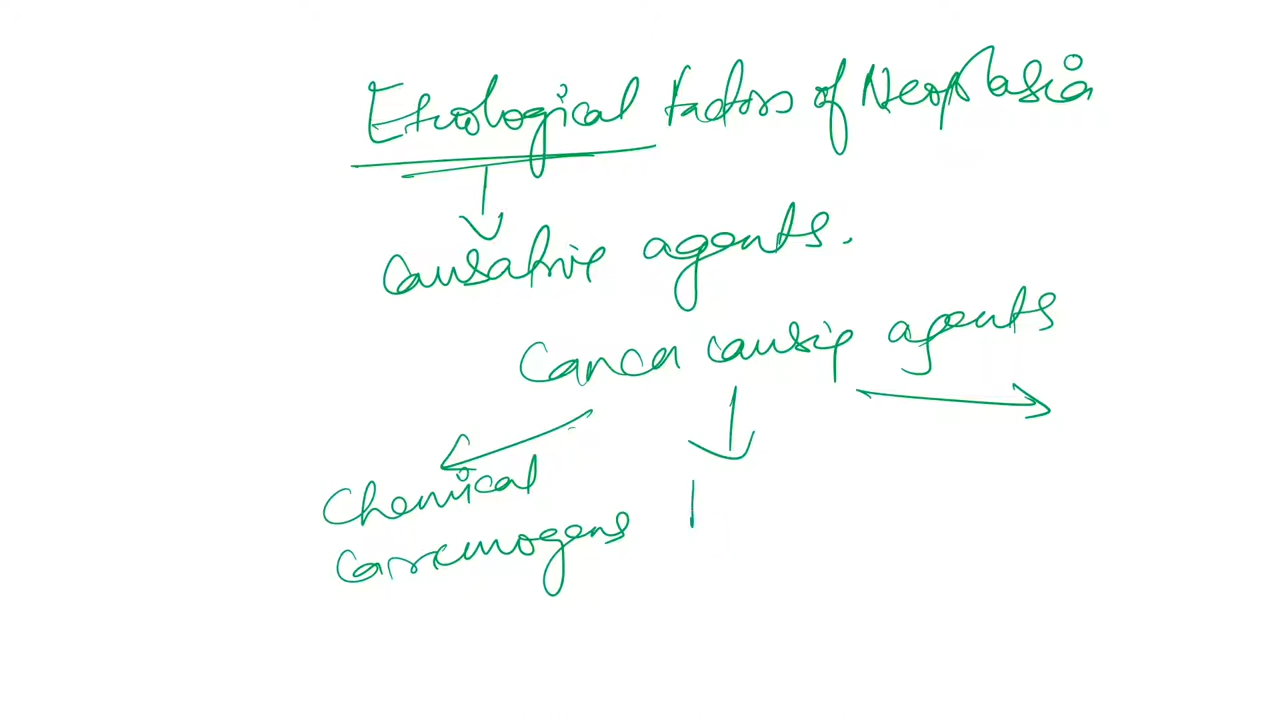 Etiological factors of Neoplasia
Causative agents.
Cancer causing agents
Chemical
Carcinogens